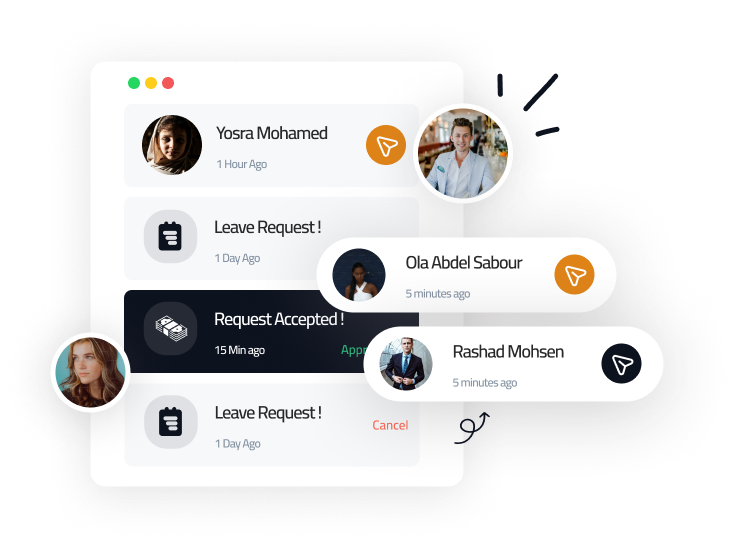 Yosra Mohamed
1 Hour Ago
Leave Request !
1 Day Ago
Ola Abdel Sabour
5 minutes ago
Request Accepted !
15 Min ago
Rashad Mohsen
5 minutes ago
Leave Request !
1 Day Ago
Cancel